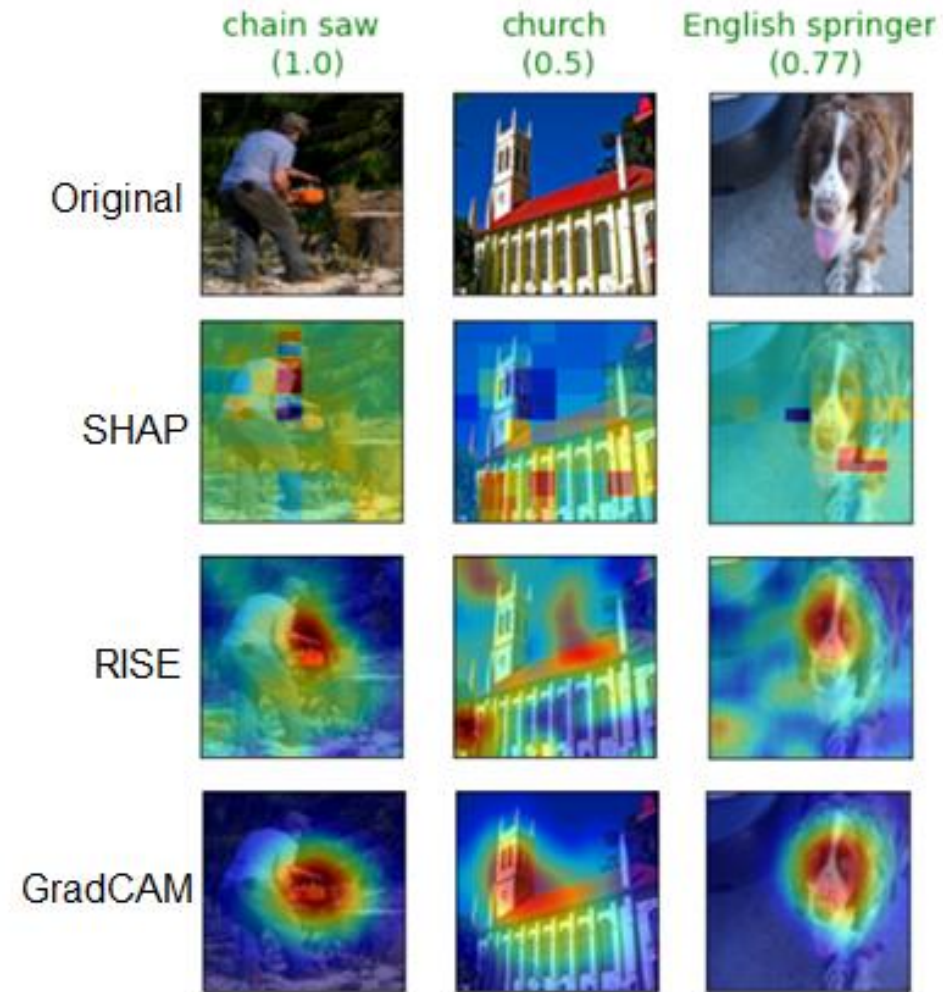 chain saw
(1.0)
church
(0.5)
English springer
(0.77)
Original
SHAP
RISE
GradCAM